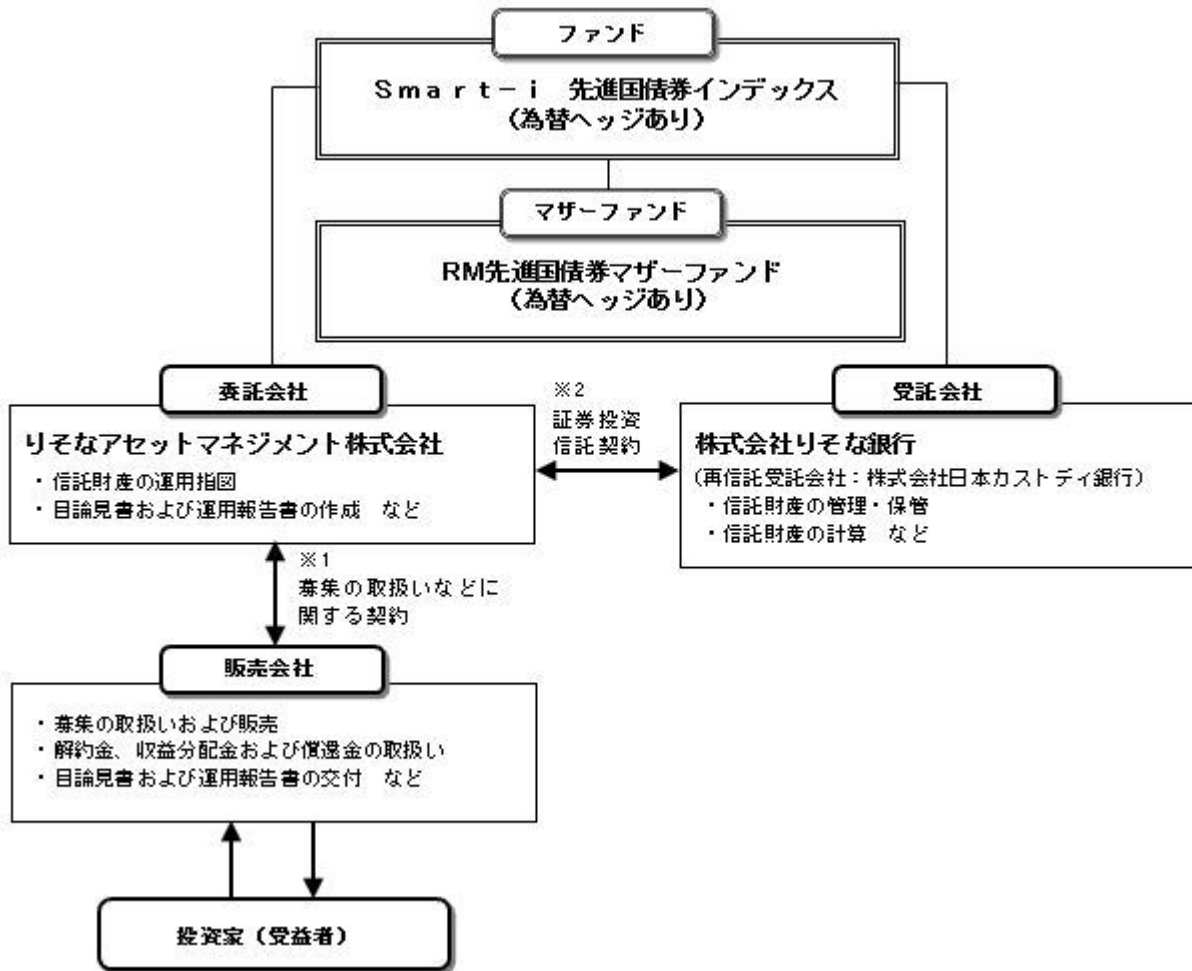 ファンド
Ｓｍａｒｔ－ｉ　先進国債券インデックス
（為替ヘッジあり）
マザーファンド
RM先進国債券マザーファンド
（為替ヘッジあり）
委託会社
りそなアセットマネジメント株式会社
・信託財産の運用指図
・目論見書および運用報告書の作成　など
※2
証券投資
信託契約
受託会社
株式会社りそな銀行
（再信託受託会社：株式会社日本カストディ銀行）
・信託財産の管理・保管
・信託財産の計算　など
※1
募集の取扱いなどに
関する契約
販売会社
・募集の取扱いおよび販売
・解約金、収益分配金および償還金の取扱い
・目論見書および運用報告書の交付　など
投資家（受益者）